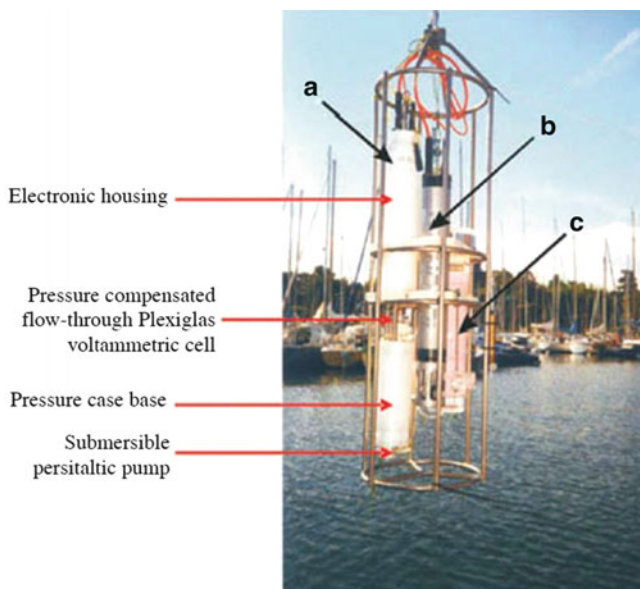 a
b
Electronic housing
c
Pressure compensated
flow-through Plexiglas
voltammetric cell
Pressure case base
Submersible
persitaltic pump